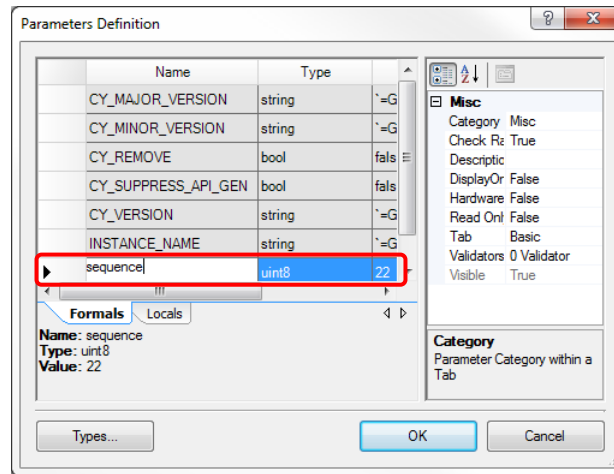 Parameters Definition
Name Type
CY_MAJOR_VERSION string `=G
CY_MINOR_VERSION string `=G
CY_REMOVE bool fals
CY_SUPPRESS_API_GEN bool fals
CY_VERSION string `=G
INSTANCE_NAME string `=G
sequence uint8 22
Formals Locals
Name: sequence
Type: uint8
Value: 22
Misc
Category Misc
Check Ra True
Descriptic
DisplayOr False
Hardware False
Read Onl False
Tab Basic
Validators 0 Validator
Visible True
Category
Parameter Category within a
Tab
Types... OK Cancel